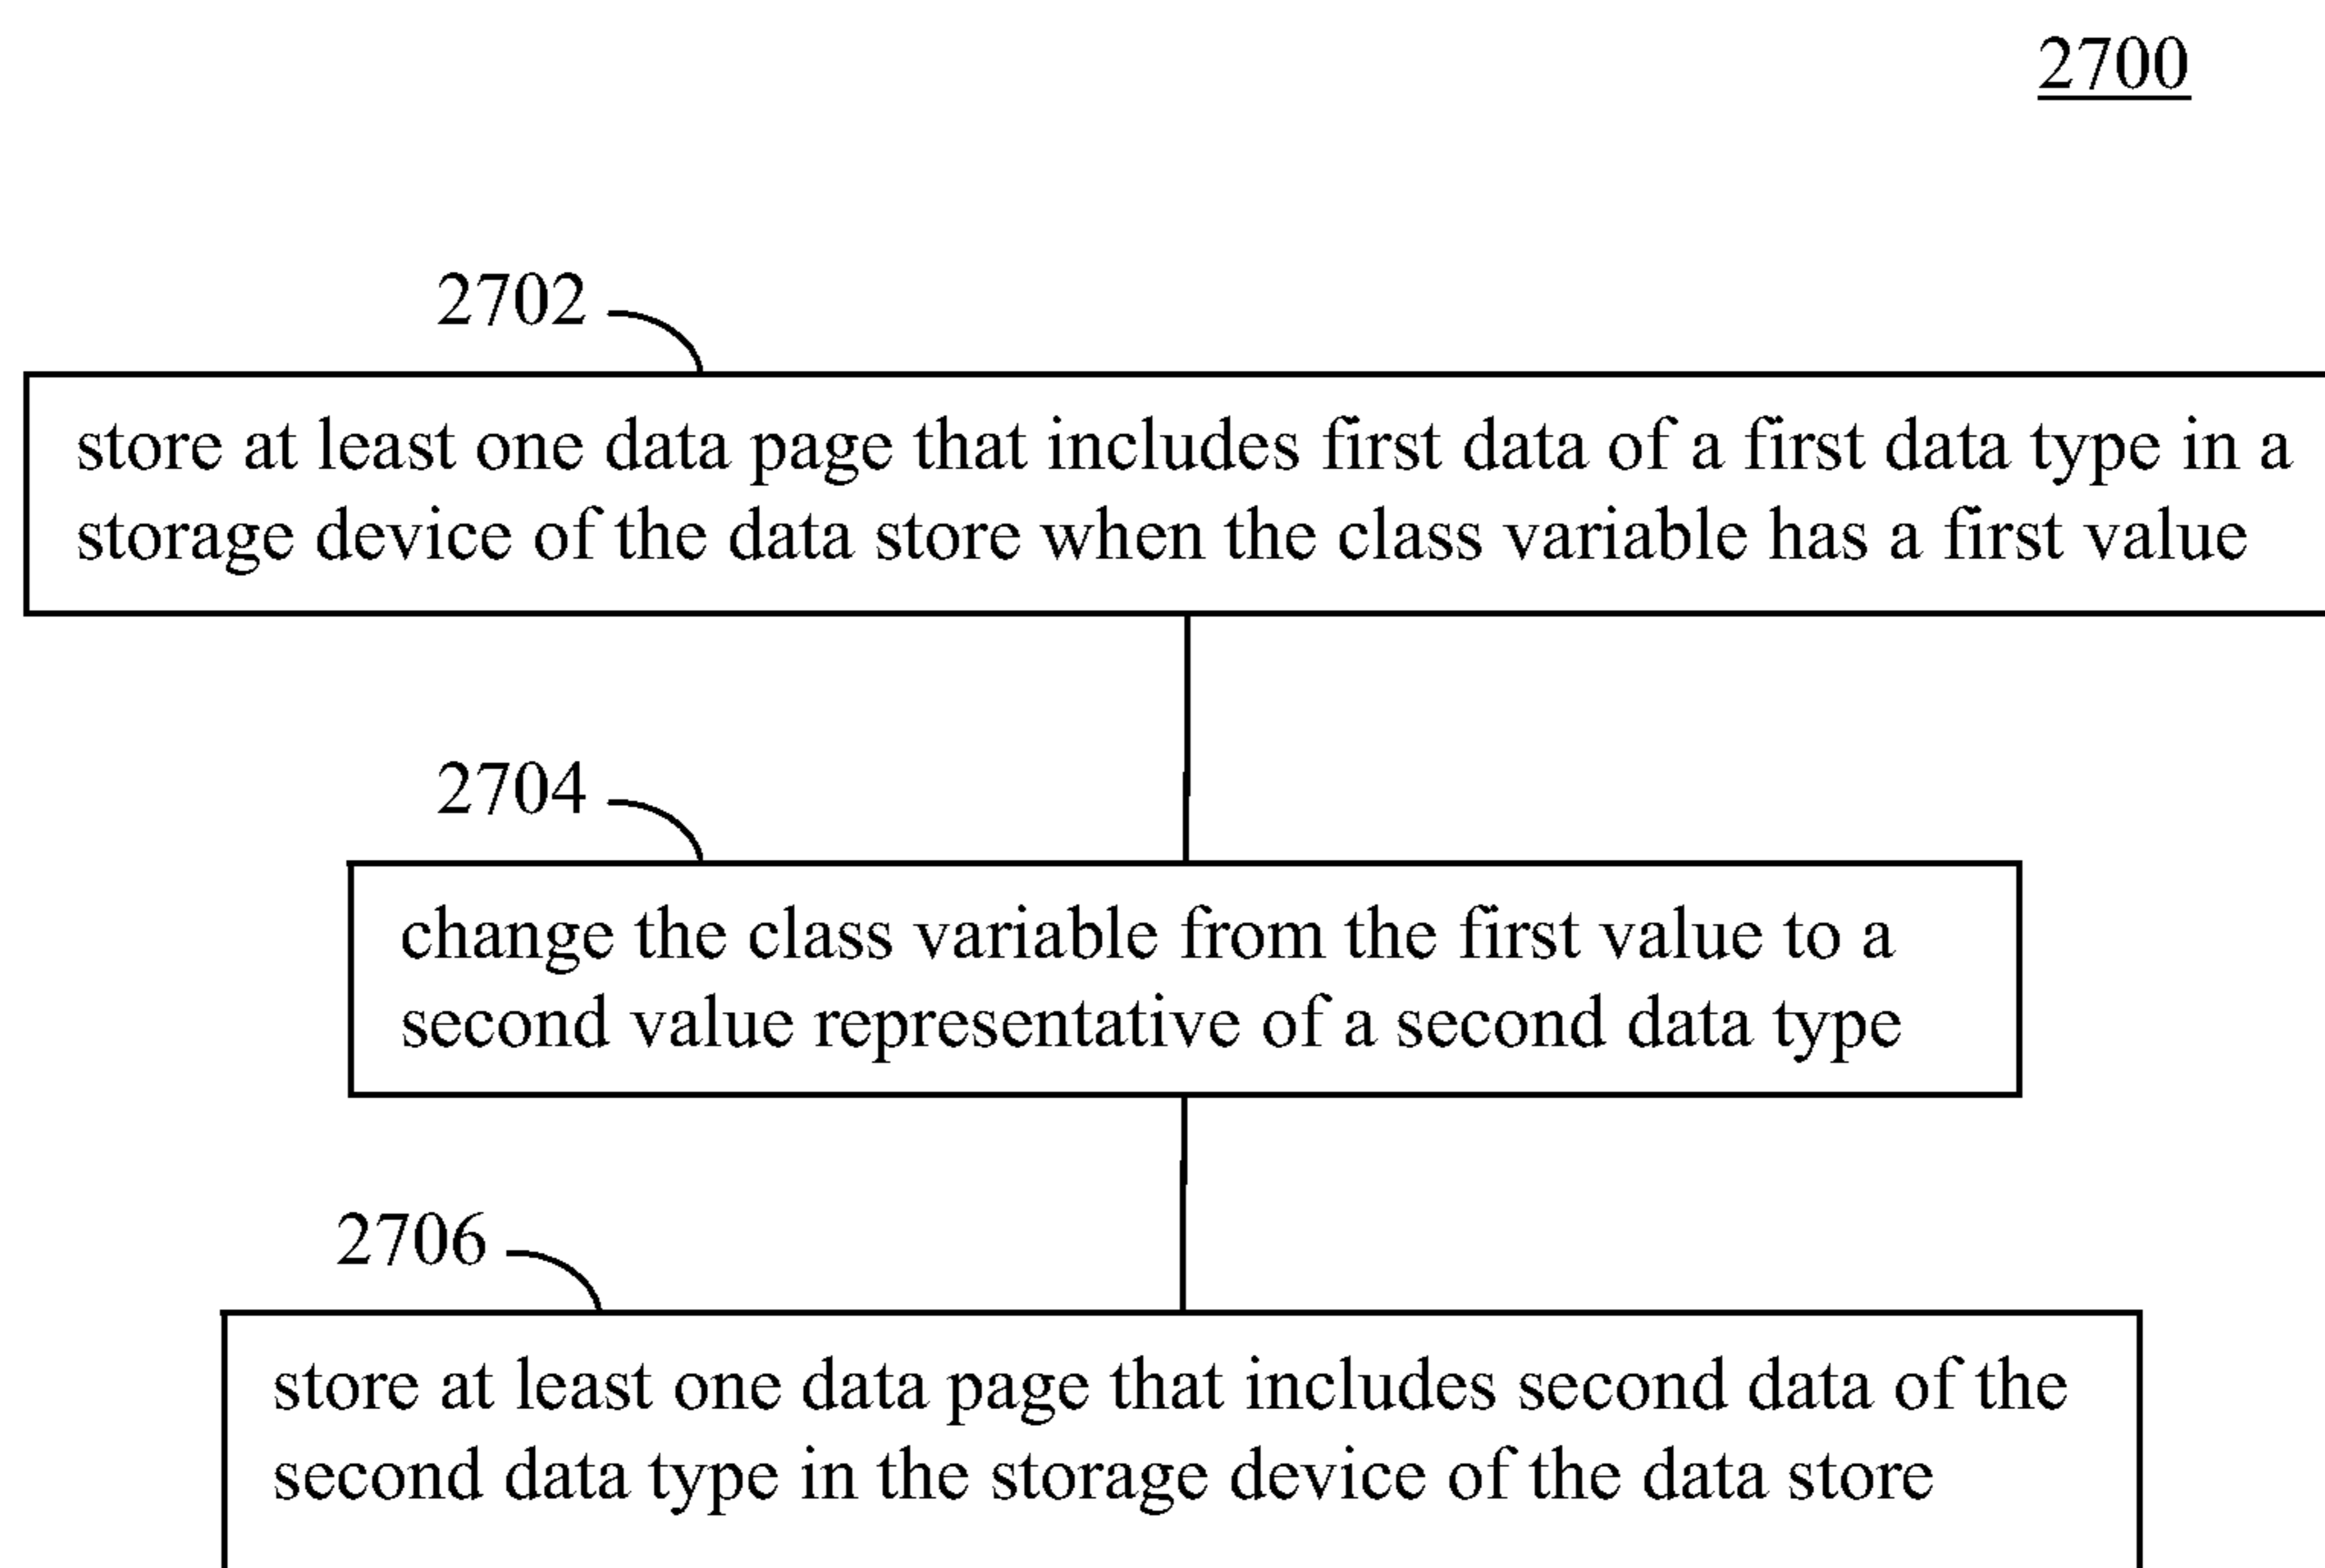 2700
2702
store at least one data page that includes first data of a first data type in a
storage device of the data store when the class variable has a first value
2704
change the class variable from the first value to a
second value representative of a second data type
2706
store at least one data page that includes second data of the
second data type in the storage device of the data store